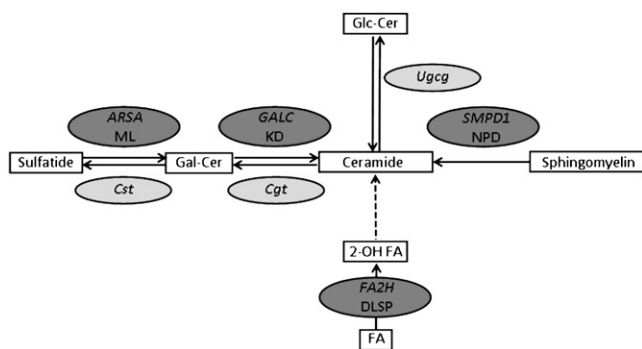 Glc-Cer
Ugcg
ARSA
ML
GALC
KD
SMPD1
NPD
Sulfatide
Gal-Cer
Ceramide
Sphingomyelin
Cst
Cgt
2-OH FA
FA2H
DLSP
FA